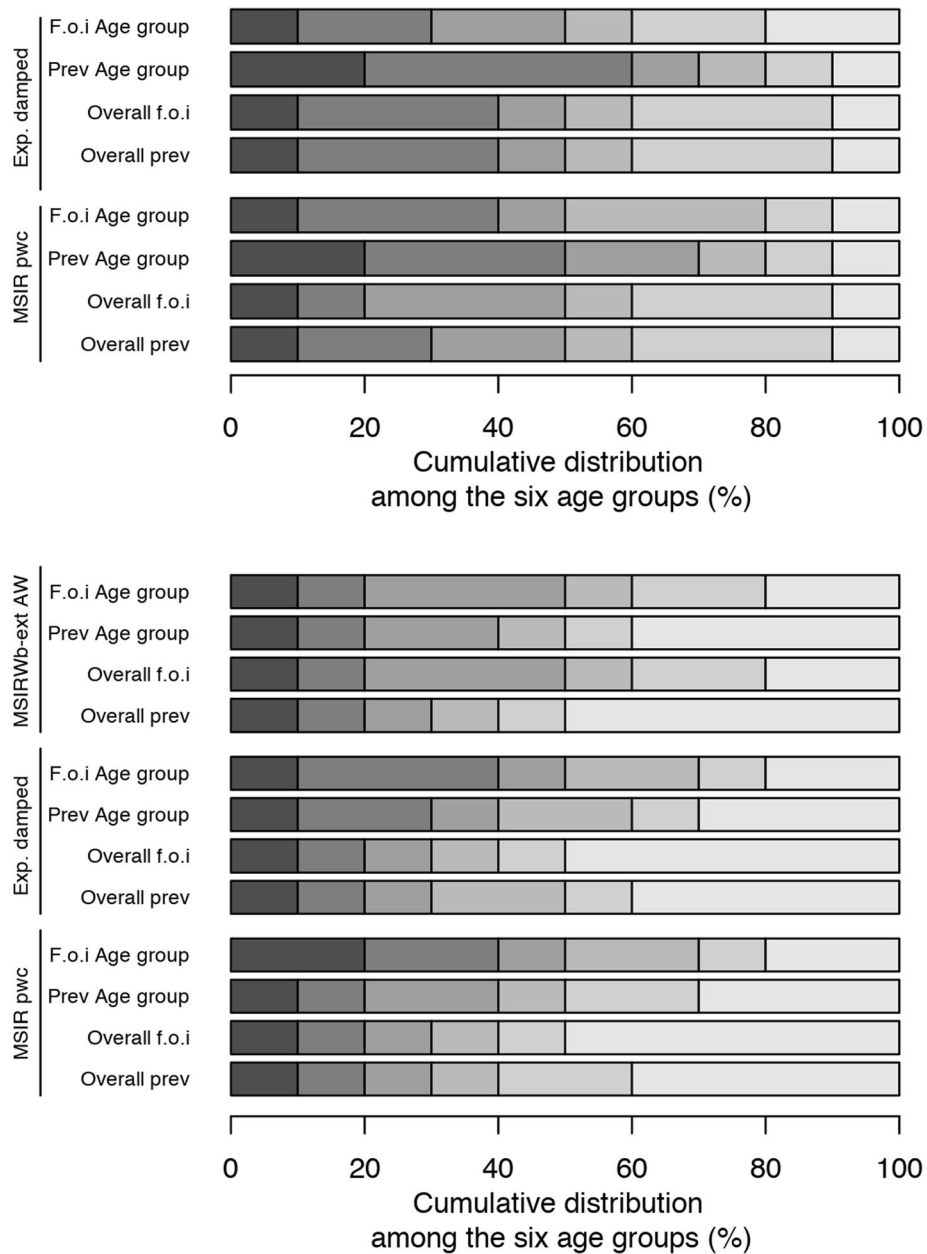 Exp. damped
F.o.i Age group
Prev Age group
Overall f.o.i
Overall prev
MSIR pwc
F.o.i Age group
Prev Age group
Overall f.o.i
Overall prev
0 20 40 60 80 100
Cumulative distribution
among the six age groups (%)
MSIRWb-ext AW
F.o.i Age group
Prev Age group
Overall f.o.i
Overall prev
Exp. damped
F.o.i Age group
Prev Age group
Overall f.o.i
Overall prev
MSIR pwc
F.o.i Age group
Prev Age group
Overall f.o.i
Overall prev
0 20 40 60 80 100
Cumulative distribution
among the six age groups (%)